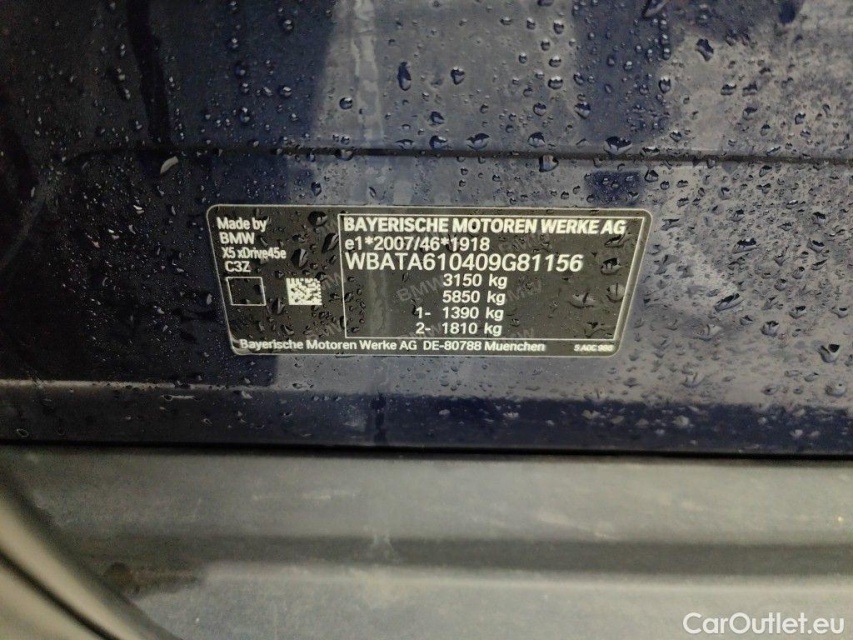 Made by
BMW
X5 xDrive45e
C3Z
BAYERISCHE MOTOREN WERKE AG
e1*2007/46*1918
WBATA610409G81156
3150 kg
5850 kg
1- 1390 kg
2- 1810 kg
Bayerische Motoren Werke AG DE-80788 Muenchen
CarOutlet.eu